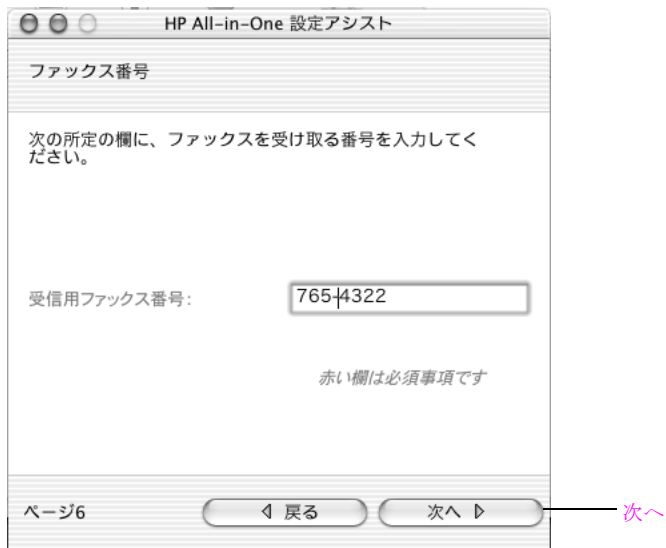 HP All-in-One 設定アシスト
ファックス番号
次の所定の欄に、ファックスを受け取る番号を入力してく
ださい。
受信用ファックス番号:
765-4322
赤い欄は必須事項です
ページ6
戻る
次へ
次へ